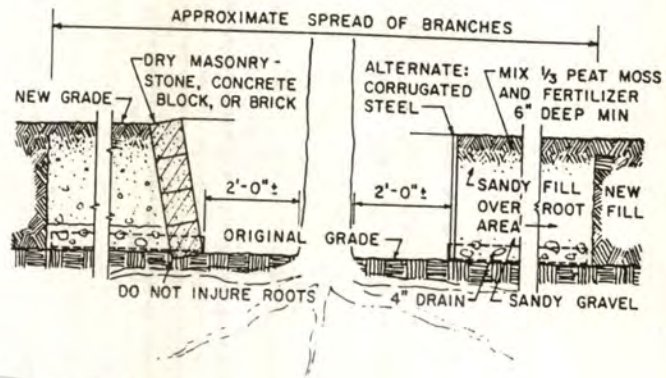 APPROXIMATE SPREAD OF BRANCHES
DRY MASONRY -
STONE, CONCRETE
BLOCK, OR BRICK
NEW GRADE
ALTERNATE:
CORRUGATED
STEEL
MIX 1/3 PEAT MOSS
AND FERTILIZER
6" DEEP MIN
2'-0"±
2'-0"±
SANDY FILL
OVER ROOT
AREA
NEW
FILL
ORIGINAL GRADE
DO NOT INJURE ROOTS
4" DRAIN
SANDY GRAVEL